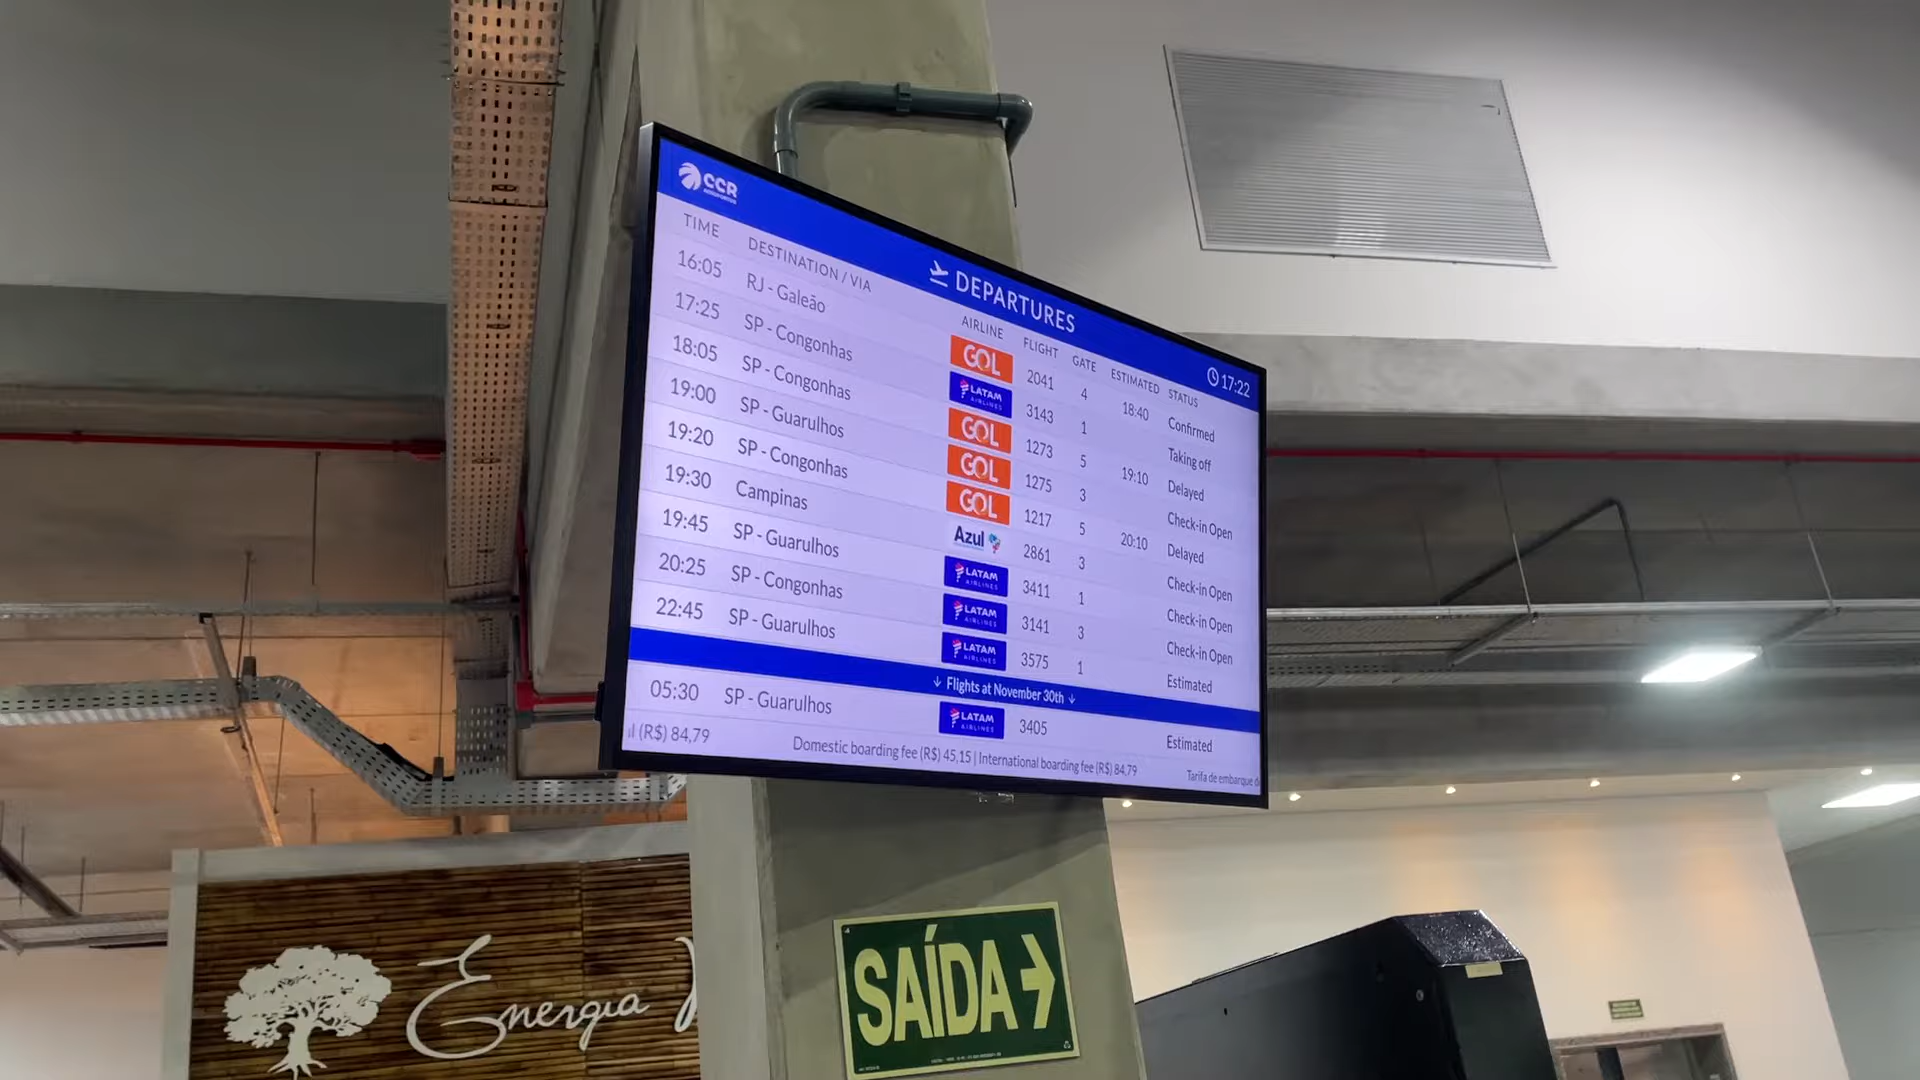 CCR
AEROPORTOS
DEPARTURES
17:22
TIME DESTINATION / VIA AIRLINE FLIGHT GATE ESTIMATED STATUS
16:05 RJ - Galeão GOL 2041 4 18:40 Confirmed
17:25 SP - Congonhas LATAM AIRLINES 3143 1 Taking off
18:05 SP - Congonhas GOL 1273 5 19:10 Delayed
19:00 SP - Guarulhos GOL 1275 3 Check-in Open
19:20 SP - Congonhas GOL 1217 5 20:10 Delayed
19:30 Campinas Azul 2861 3 Check-in Open
19:45 SP - Guarulhos LATAM AIRLINES 3411 1 Check-in Open
20:25 SP - Congonhas LATAM AIRLINES 3141 3 Check-in Open
22:45 SP - Guarulhos LATAM AIRLINES 3575 1 Estimated
↓ Flights at November 30th ↓
05:30 SP - Guarulhos LATAM AIRLINES 3405 Estimated
l (R$) 84,79 Domestic boarding fee (R$) 45,15 | International boarding fee (R$) 84,79 Tarifa de embarque d
SAÍDA
Energia